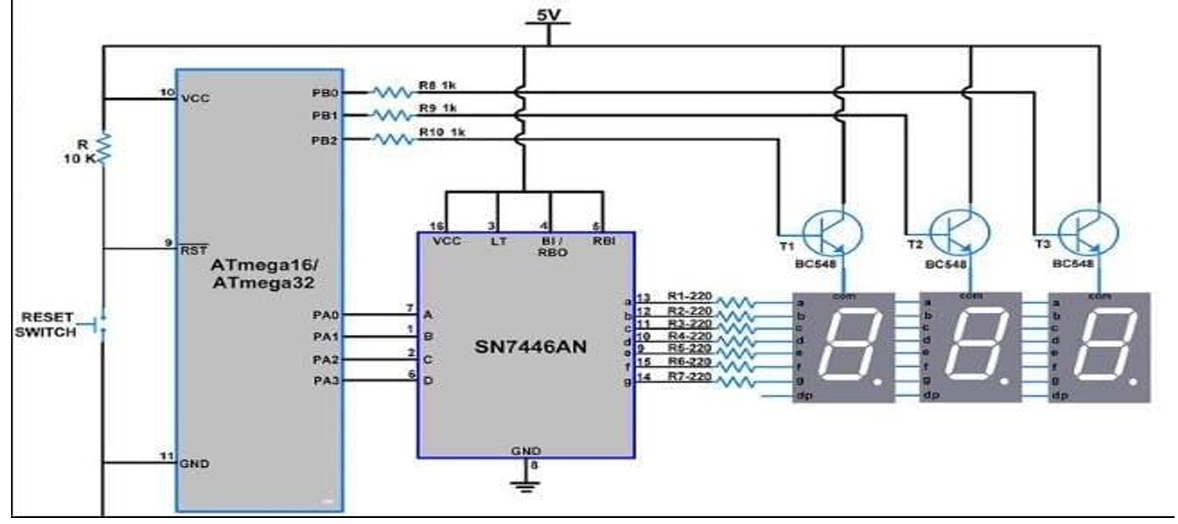 5V
10 VCC
R
10 K
9 RST
ATmega16/
ATmega32
RESET
SWITCH
11 GND
PB0 R8 1k
PB1 R9 1k
PB2 R10 1k
PA0
PA1
PA2
PA3
16 3 4 5
VCC LT BI/ RBI
RBO
7 A
1 B
2 C
6 D
SN7446AN
GND
8
a 13 R1-220
b 12 R2-220
c 11 R3-220
d 10 R4-220
e 9 R5-220
f 15 R6-220
g 14 R7-220
T1
BC548
T2
BC548
T3
BC548
com
a
b
c
d
e
f
g
dp
8.
com
a
b
c
d
e
f
g
dp
8.
com
a
b
c
d
e
f
g
dp
8.